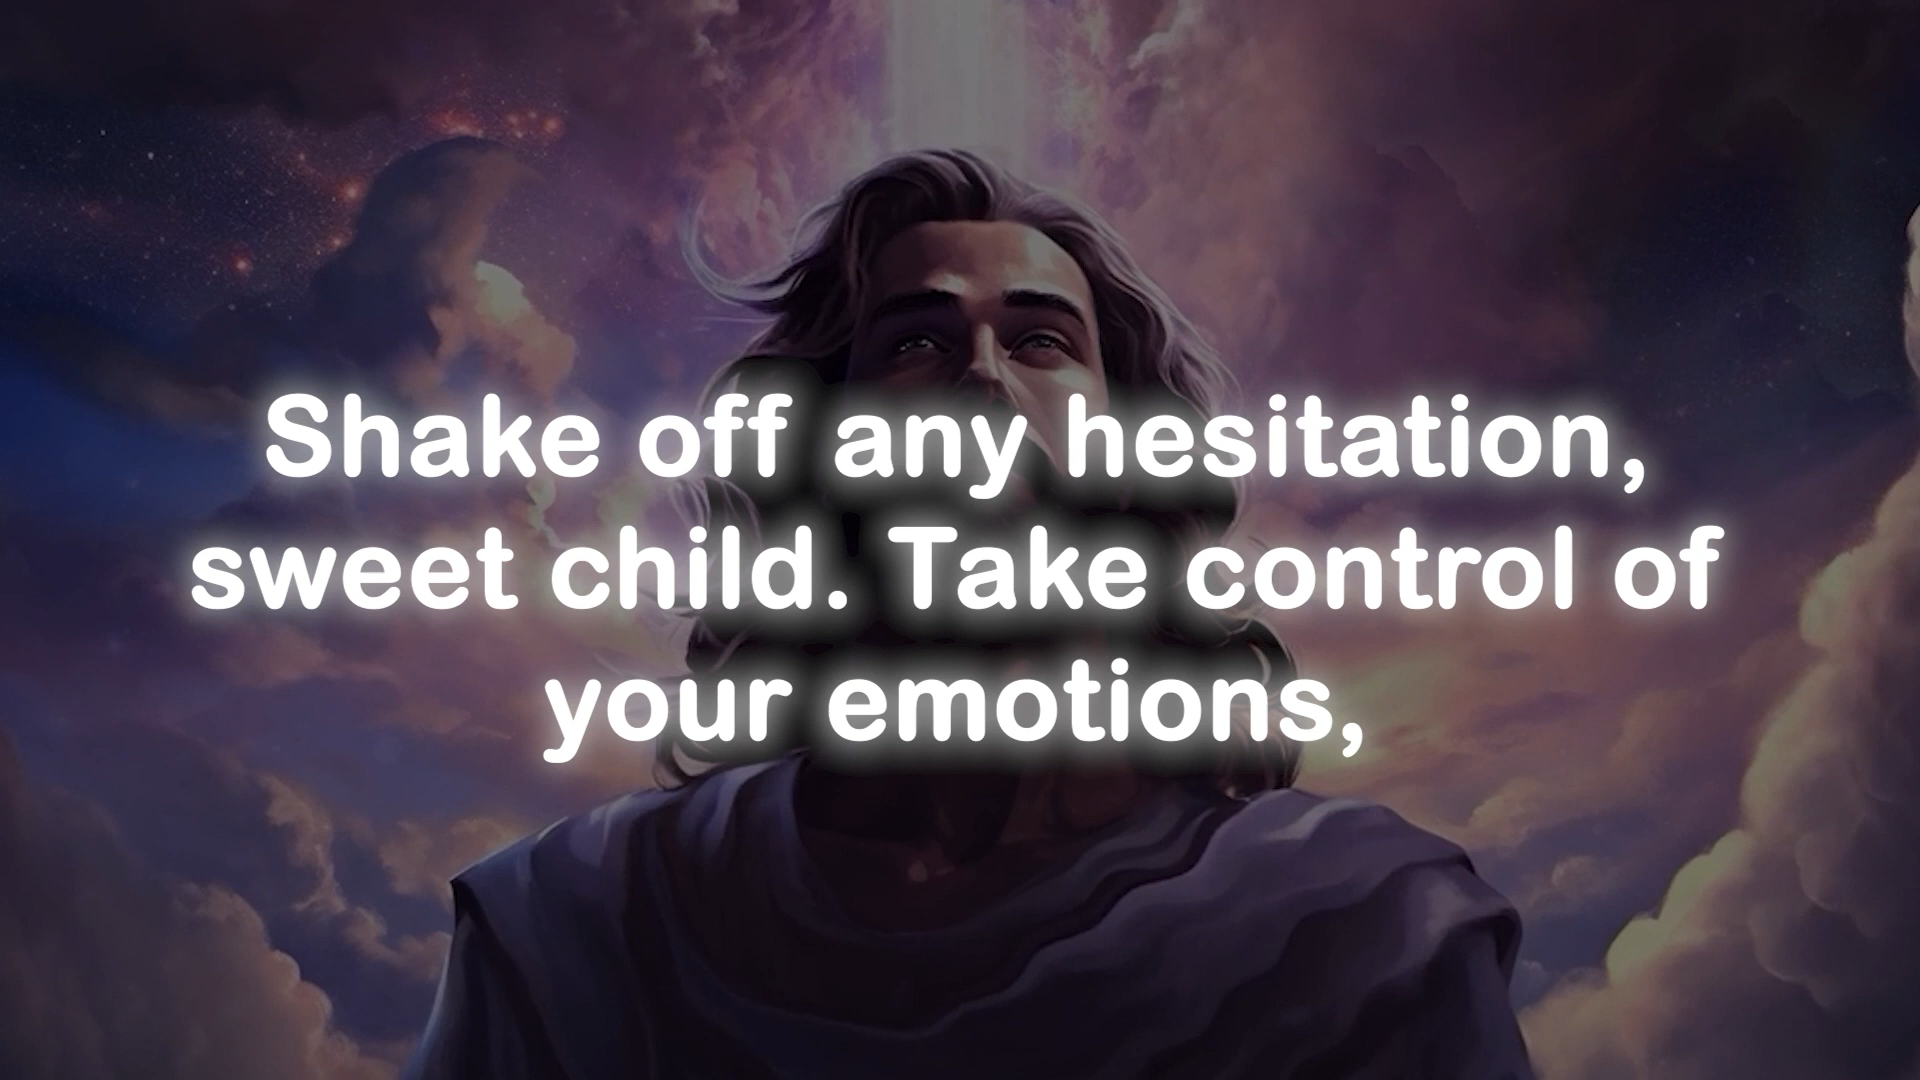 Shake off any hesitation,
sweet child. Take control of
your emotions,